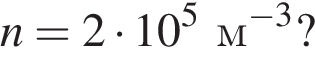 n = 2 · 10⁵ м⁻³?